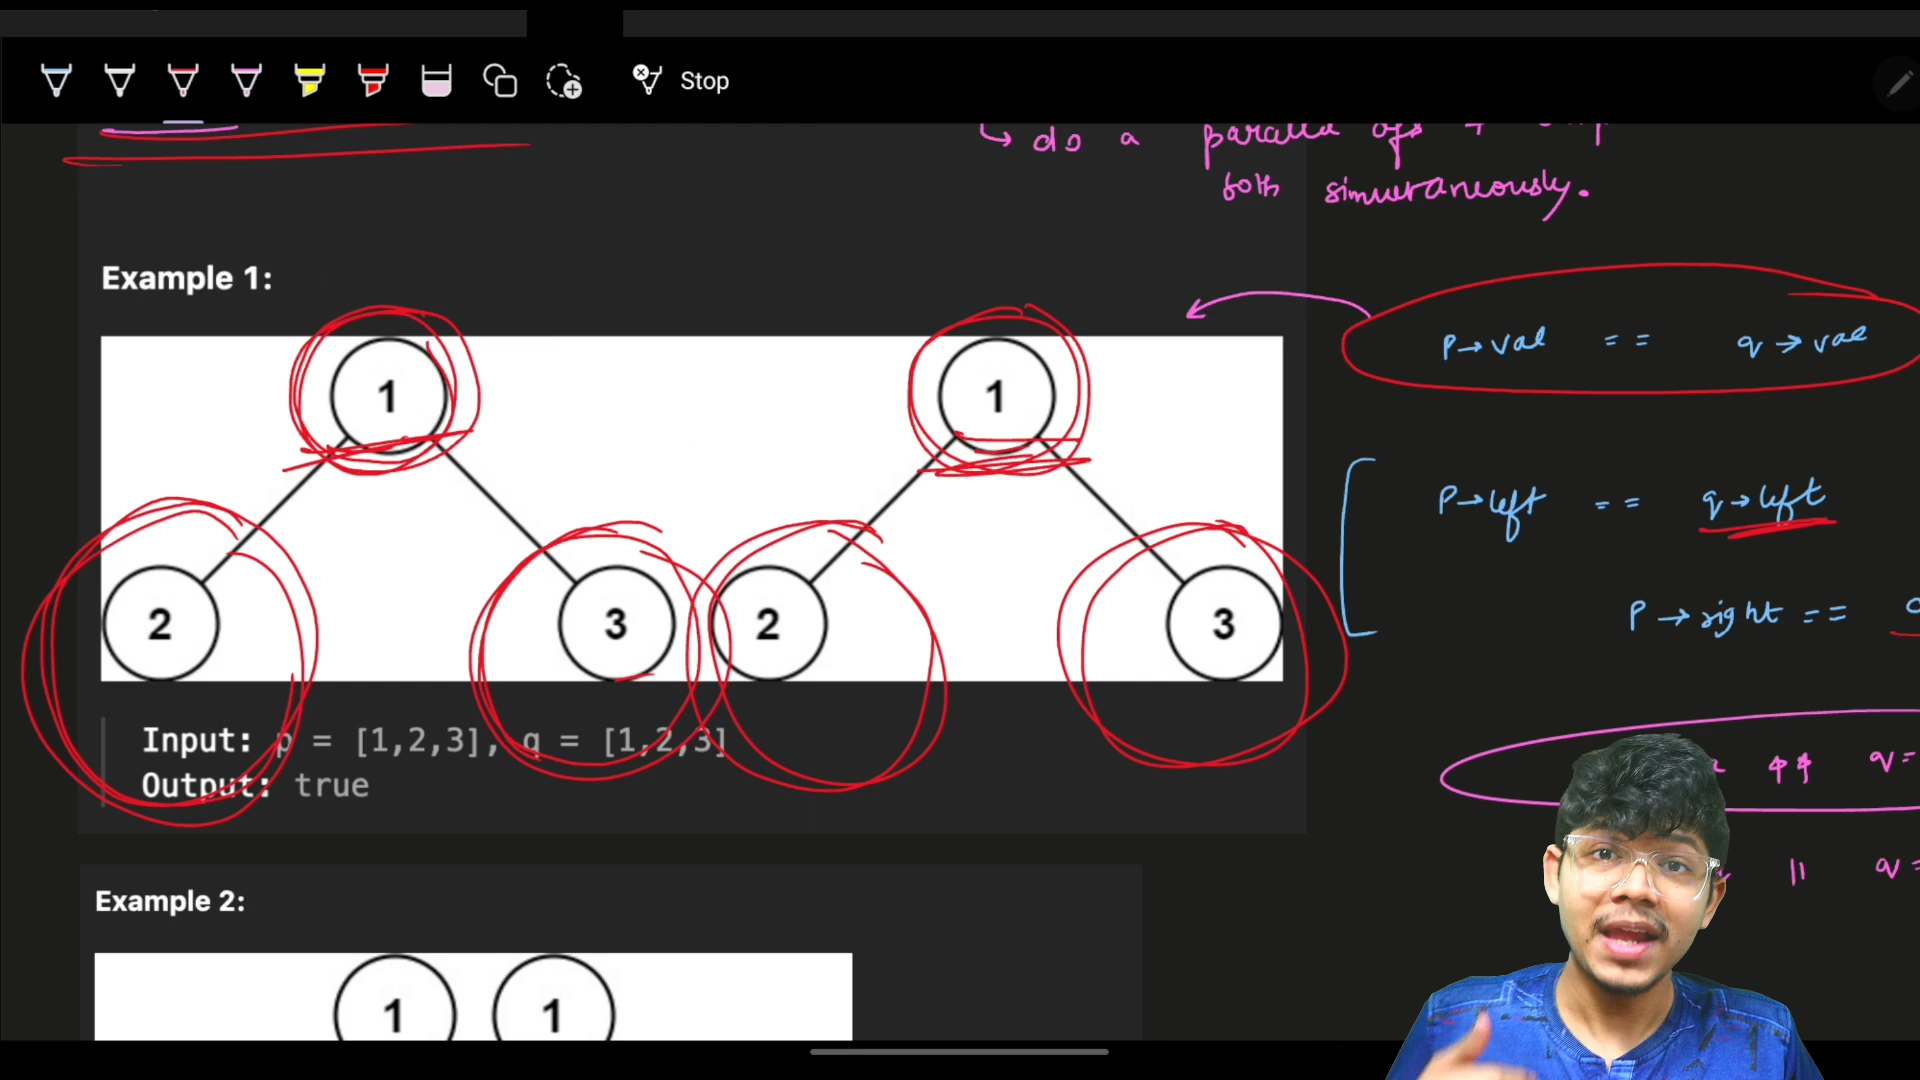 Stop
↳ do a
both simultaneously.
Example 1:
1 1
p→val == q→val
p→left == q→left
2 3 2 3
p→right ==
Input: p = [1,2,3], q = [1,2,3]
Output: true
&& q=
|| q=
Example 2:
1 1